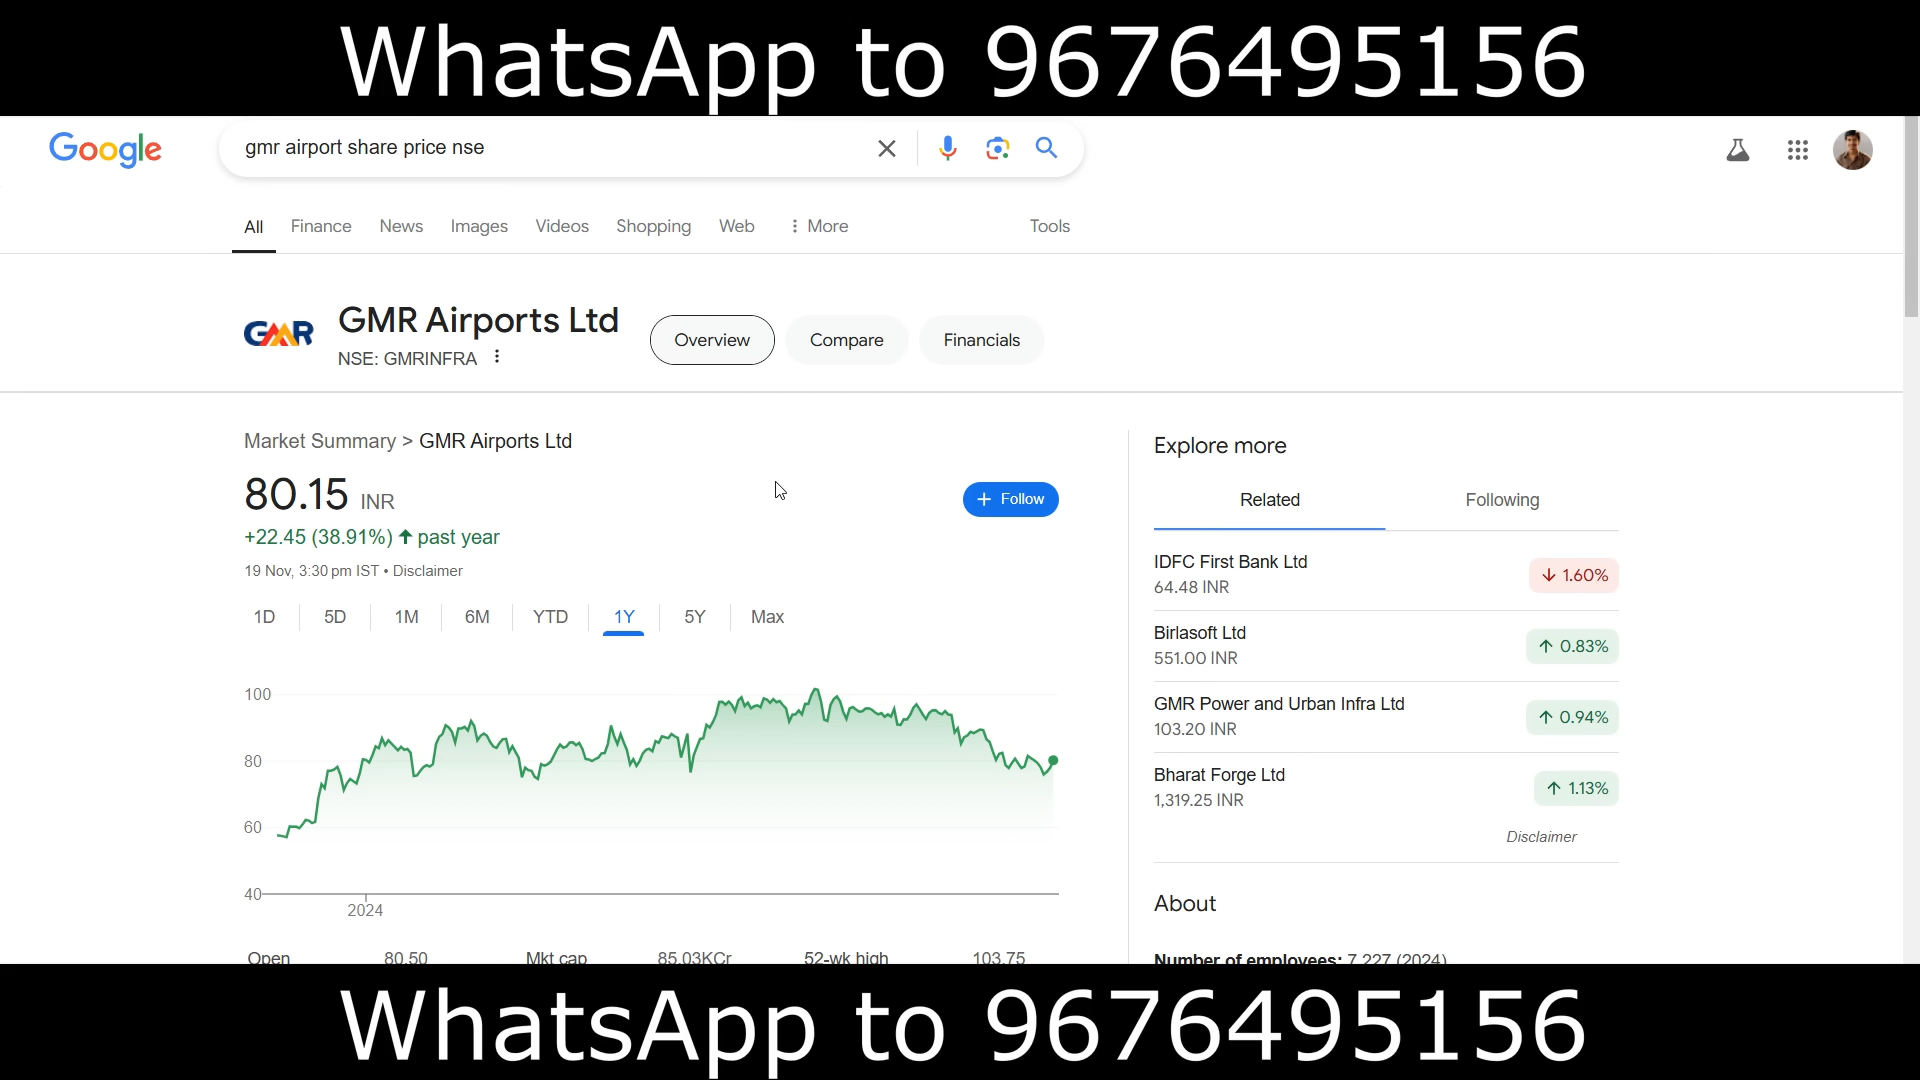 WhatsApp to 9676495156
Google
gmr airport share price nse
All Finance News Images Videos Shopping Web More Tools
GMR
GMR Airports Ltd
NSE: GMRINFRA
Overview Compare Financials
Market Summary > GMR Airports Ltd
80.15 INR
+ Follow
+22.45 (38.91%) ↑ past year
19 Nov, 3:30 pm IST • Disclaimer
1D 5D 1M 6M YTD 1Y 5Y Max
100
80
60
40
2024
Open 80.50 Mkt cap 85.03KCr 52-wk high 103.75
Explore more
Related Following
IDFC First Bank Ltd
64.48 INR
↓ 1.60%
Birlasoft Ltd
551.00 INR
↑ 0.83%
GMR Power and Urban Infra Ltd
103.20 INR
↑ 0.94%
Bharat Forge Ltd
1,319.25 INR
↑ 1.13%
Disclaimer
About
Number of employees: 7,227 (2024)
WhatsApp to 9676495156